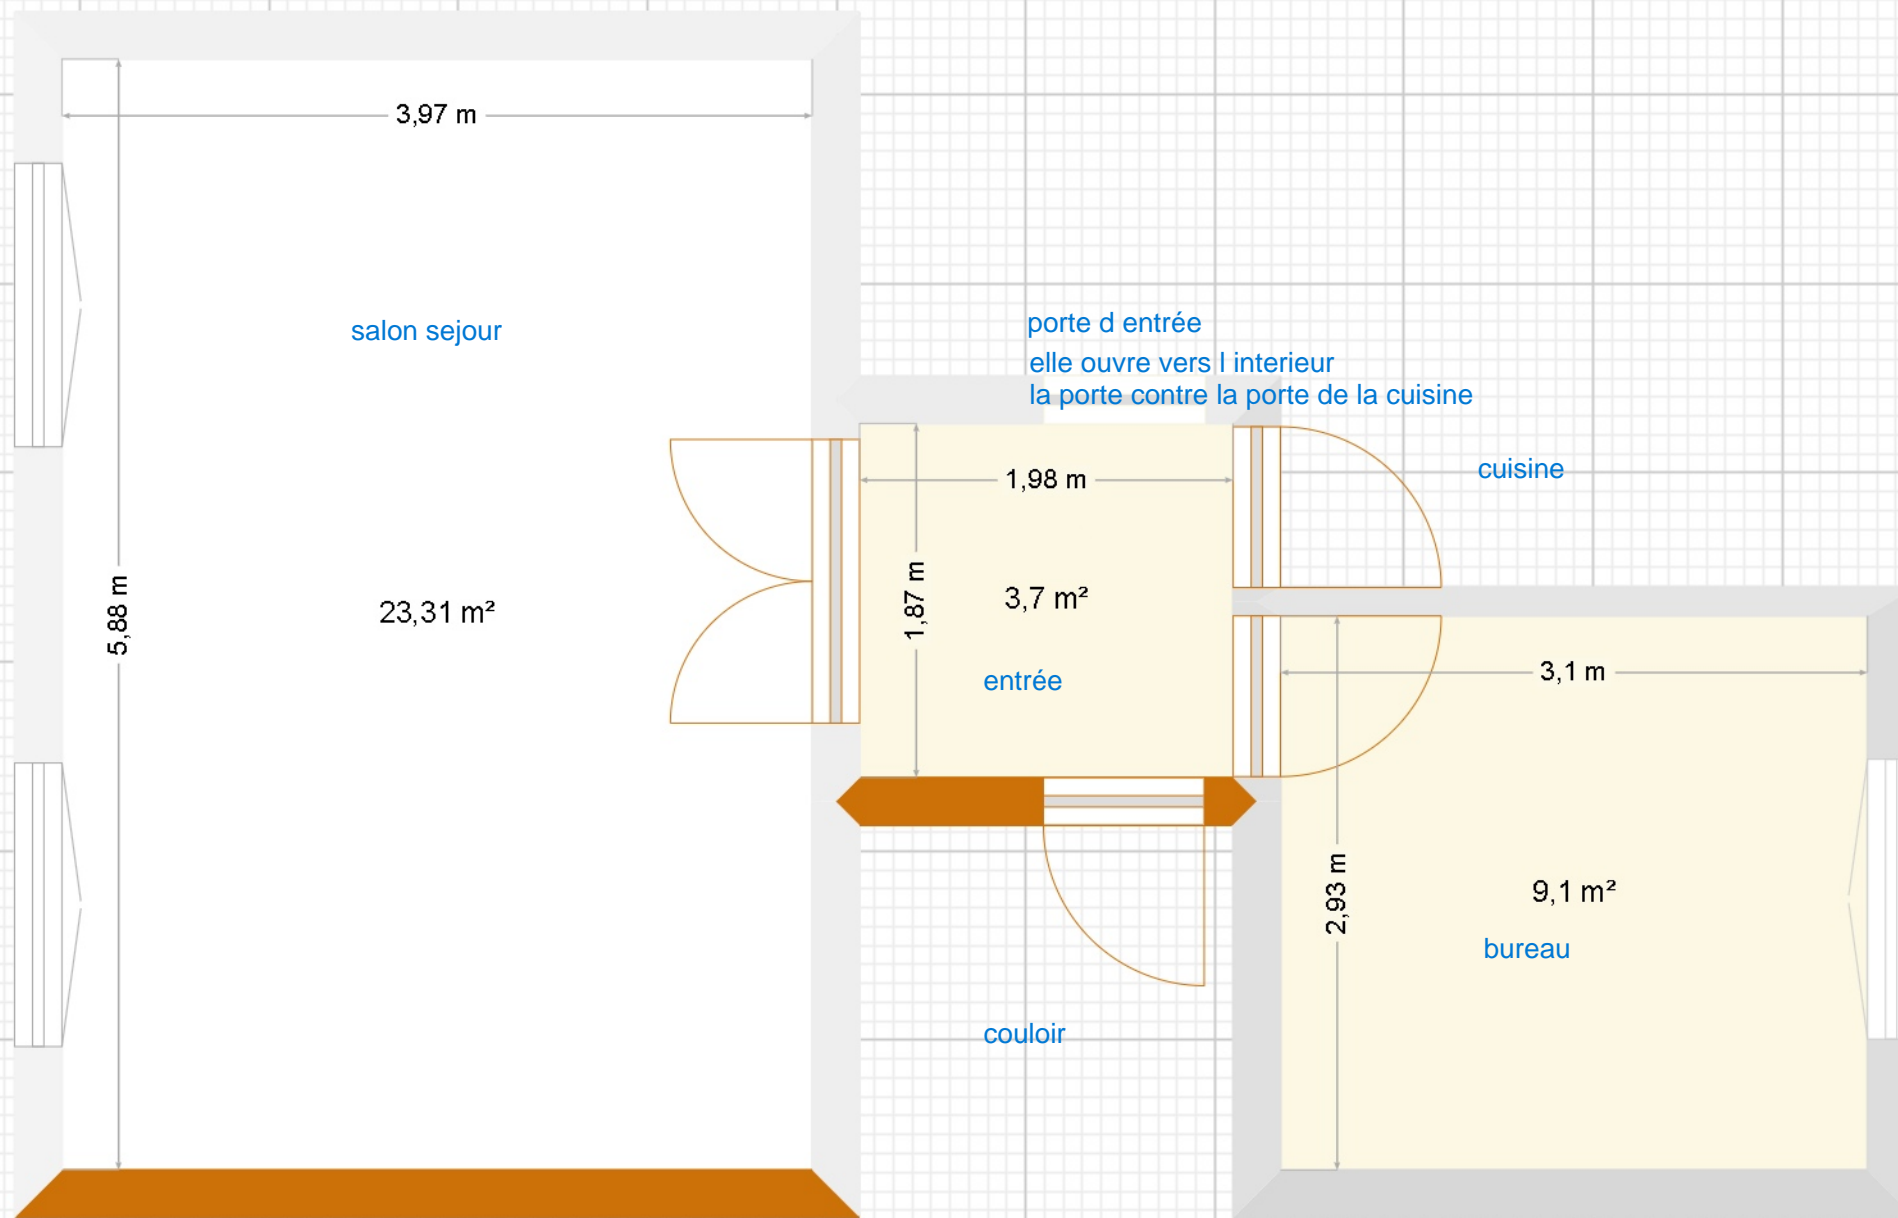 3,97 m
salon sejour
porte d entrée
elle ouvre vers l interieur
la porte contre la porte de la cuisine
cuisine
1,98 m
5,88 m
23,31 m²
1,87 m
3,7 m²
entrée
3,1 m
2,93 m
9,1 m²
bureau
couloir